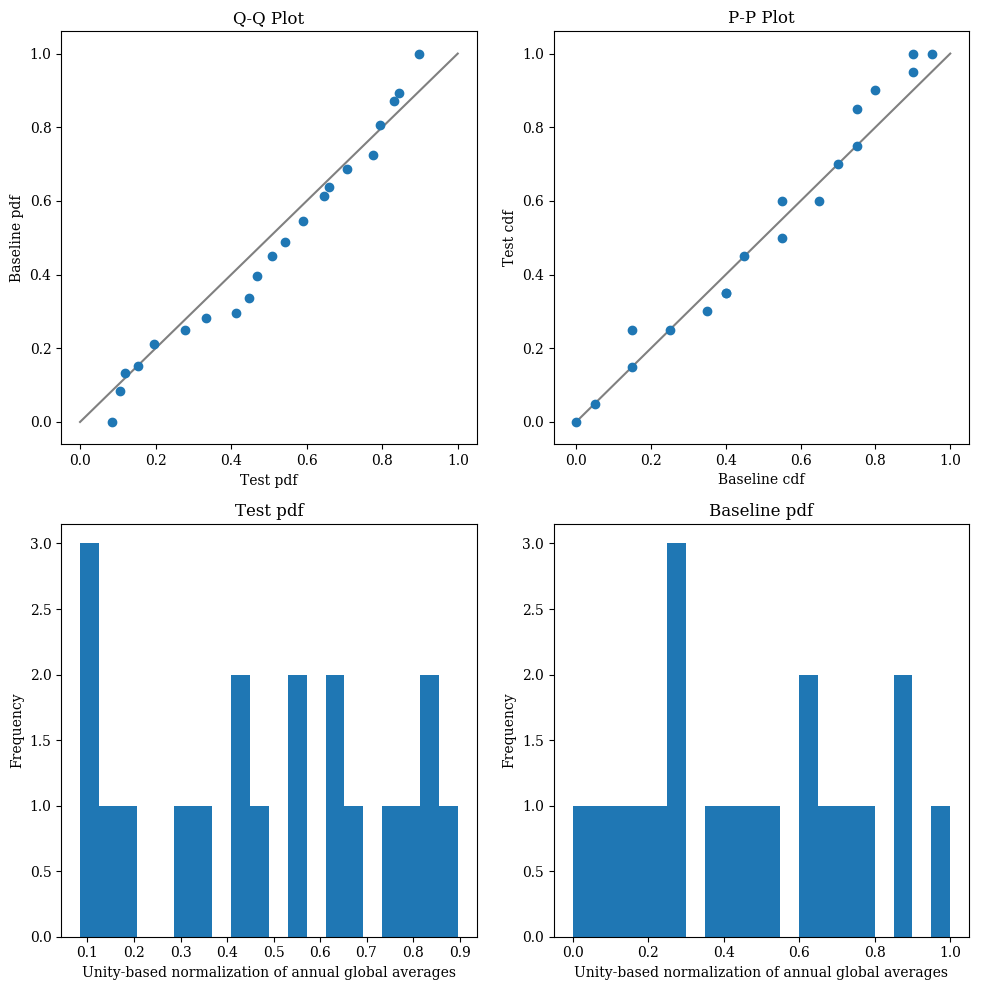 Q-Q Plot
1.0
0.8
0.6
0.4
0.2
0.0
Baseline pdf
0.0 0.2 0.4 0.6 0.8 1.0
Test pdf
P-P Plot
1.0
0.8
0.6
0.4
0.2
0.0
Test cdf
0.0 0.2 0.4 0.6 0.8 1.0
Baseline cdf
Test pdf
3.0
2.5
2.0
1.5
1.0
0.5
0.0
Frequency
0.1 0.2 0.3 0.4 0.5 0.6 0.7 0.8 0.9
Unity-based normalization of annual global averages
Baseline pdf
3.0
2.5
2.0
1.5
1.0
0.5
0.0
Frequency
0.0 0.2 0.4 0.6 0.8 1.0
Unity-based normalization of annual global averages